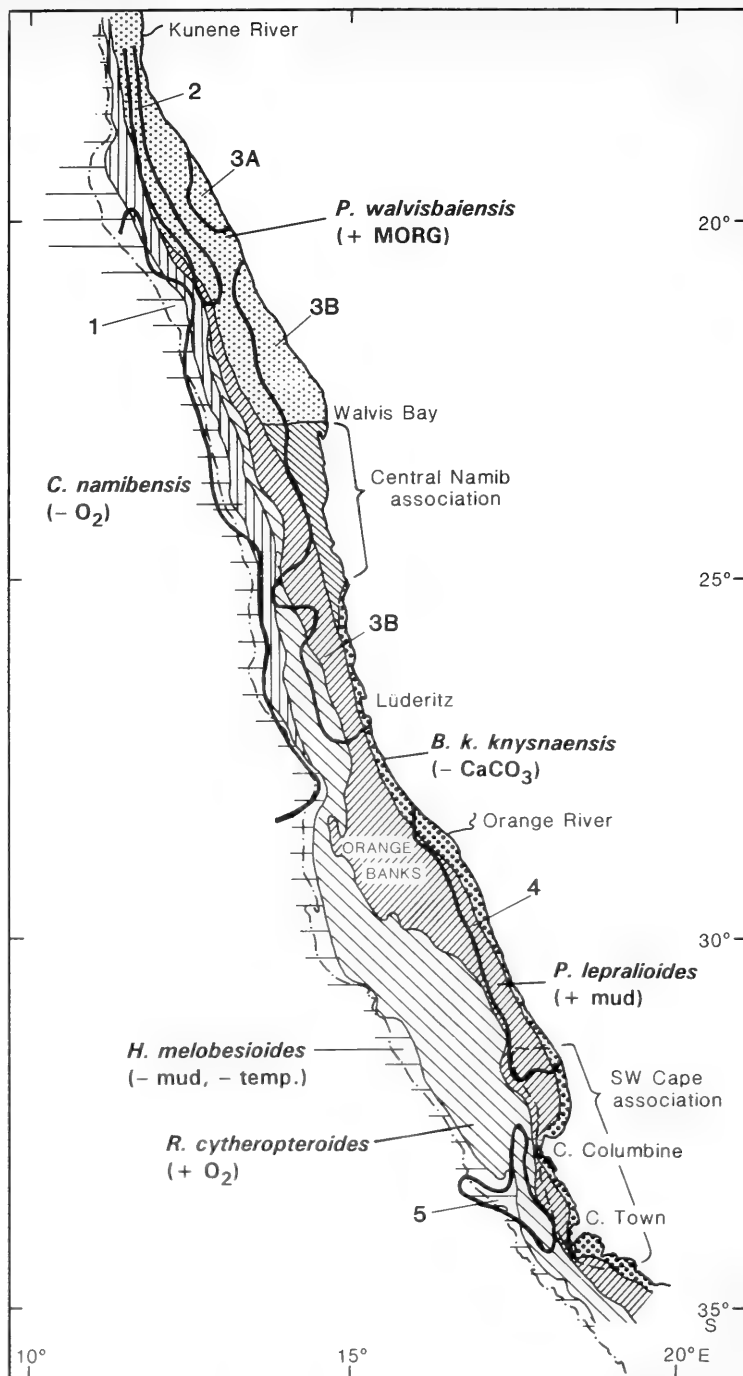 Kunene River
2
3A
P. walvisbaiensis
(+ MORG)
20°
3B
1
Walvis Bay
Central Namib
association
C. namibensis
(− O₂)
25°
3B
Lüderitz
B. k. knysnaensis
(− CaCO₃)
Orange River
ORANGE
BANKS
4
30°
P. lepralioides
(+ mud)
H. melobesioides
(− mud, − temp.)
SW Cape
association
R. cytheropteroides
(+ O₂)
C. Columbine
5
C. Town
35°
S
10°
15°
20° E